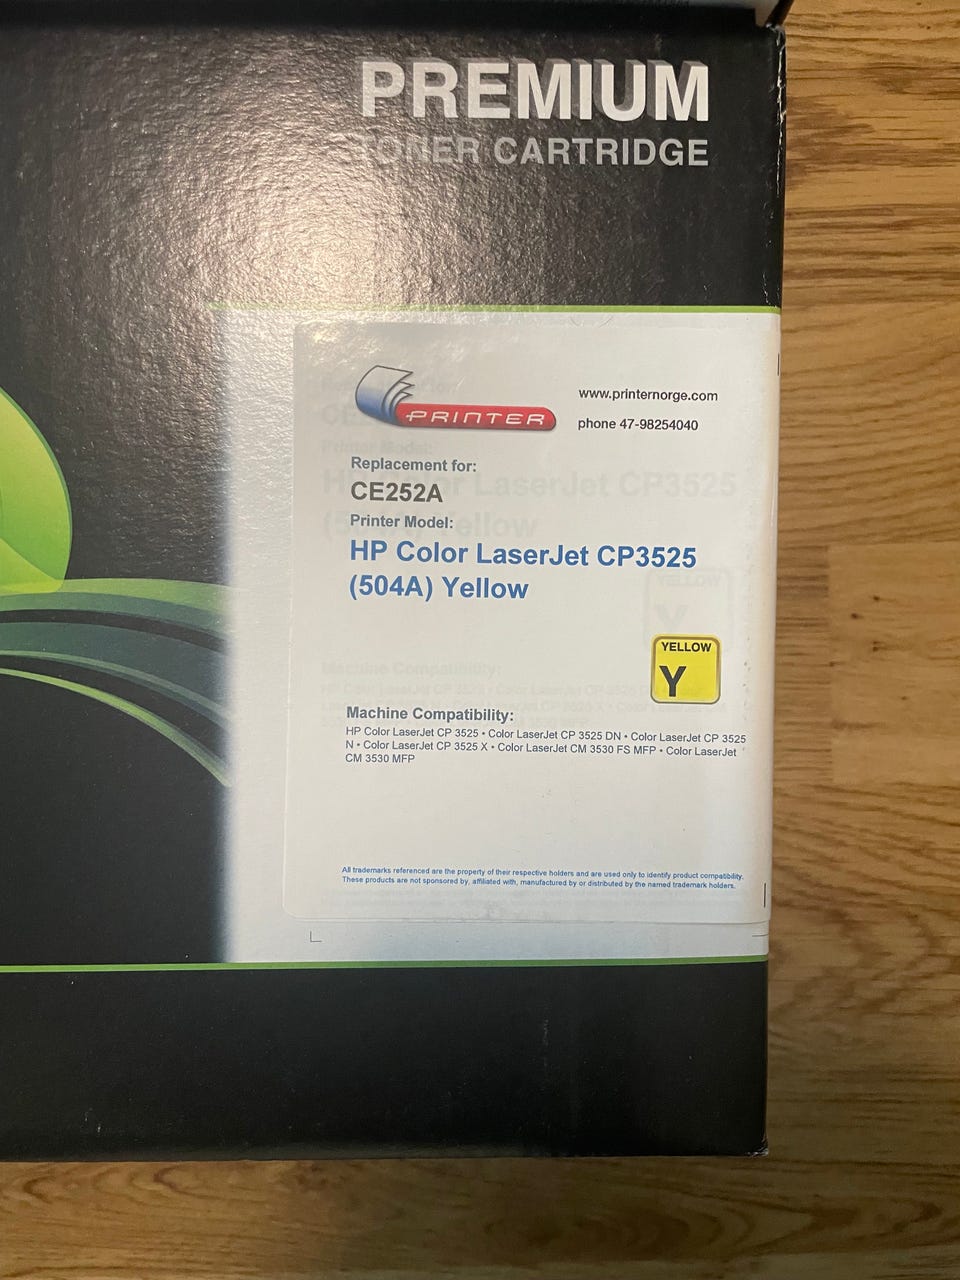 PREMIUM
TONER CARTRIDGE
PRINTER
www.printernorge.com
phone 47-98254040
Replacement for:
CE252A
Printer Model:
HP Color LaserJet CP3525
(504A) Yellow
YELLOW
Y
Machine Compatibility:
HP Color LaserJet CP 3525 • Color LaserJet CP 3525 DN • Color LaserJet CP 3525
N • Color LaserJet CP 3525 X • Color LaserJet CM 3530 FS MFP • Color LaserJet
CM 3530 MFP
All trademarks referenced are the property of their respective holders and are used only to identify product compatibility.
These products are not sponsored by, affiliated with, manufactured by or distributed by the named trademark holders.